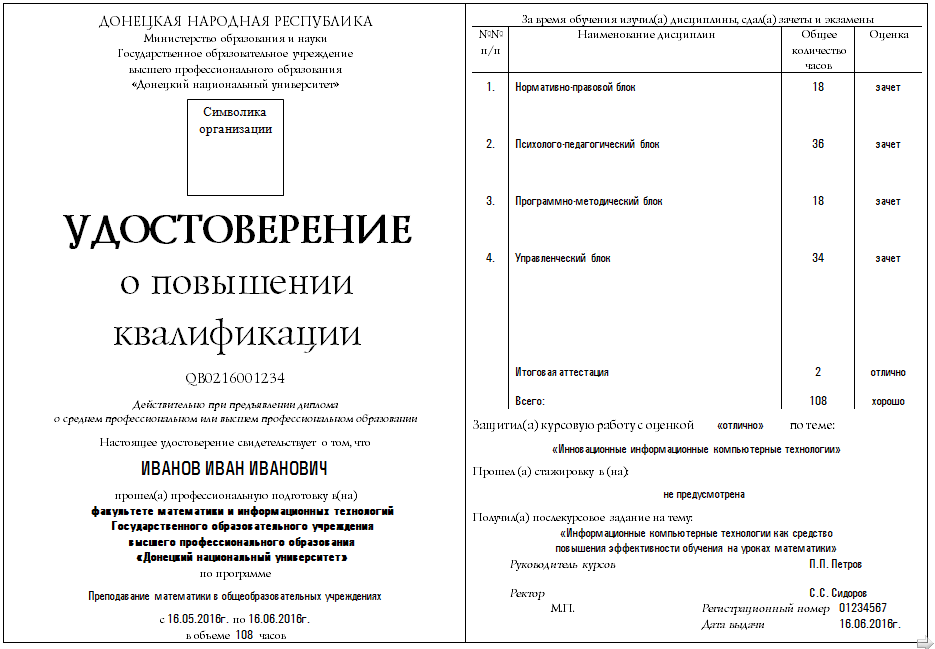 ДОНЕЦКАЯ НАРОДНАЯ РЕСПУБЛИКА
Министерство образования и науки
Государственное образовательное учреждение
высшего профессионального образования
«Донецкий национальный университет»
Символика
организации
УДОСТОВЕРЕНИЕ
о повышении
квалификации
QB0216001234
Действительно при предъявлении диплома
о среднем профессиональном или высшем профессиональном образовании
Настоящее удостоверение свидетельствует о том, что
ИВАНОВ ИВАН ИВАНОВИЧ
прошел(а) профессиональную подготовку в(на)
факультете математики и информационных технологий
Государственного образовательного учреждения
высшего профессионального образования
«Донецкий национальный университет»
по программе
Преподавание математики в общеобразовательных учреждениях
с 16.05.2016г. по 16.06.2016г.
в объеме 108 часов
За время обучения изучил(а) дисциплины, сдал(а) зачеты и экзамены
№№ Наименование дисциплин Общее Оценка
п/п количество
часов
1. Нормативно-правовой блок 18 зачет
2. Психолого-педагогический блок 36 зачет
3. Программно-методический блок 18 зачет
4. Управленческий блок 34 зачет
Итоговая аттестация 2 отлично
Всего: 108 хорошо
Защитил(а) курсовую работу с оценкой «отлично» по теме:
«Инновационные информационные компьютерные технологии»
Прошел (а) стажировку в (на):
не предусмотрена
Получил(а) послекурсовое задание на тему:
«Информационные компьютерные технологии как средство
повышения эффективности обучения на уроках математики»
Руководитель курсов П.П. Петров
Ректор С.С. Сидоров
М.П. Регистрационный номер 01234567
Дата выдачи 16.06.2016г.